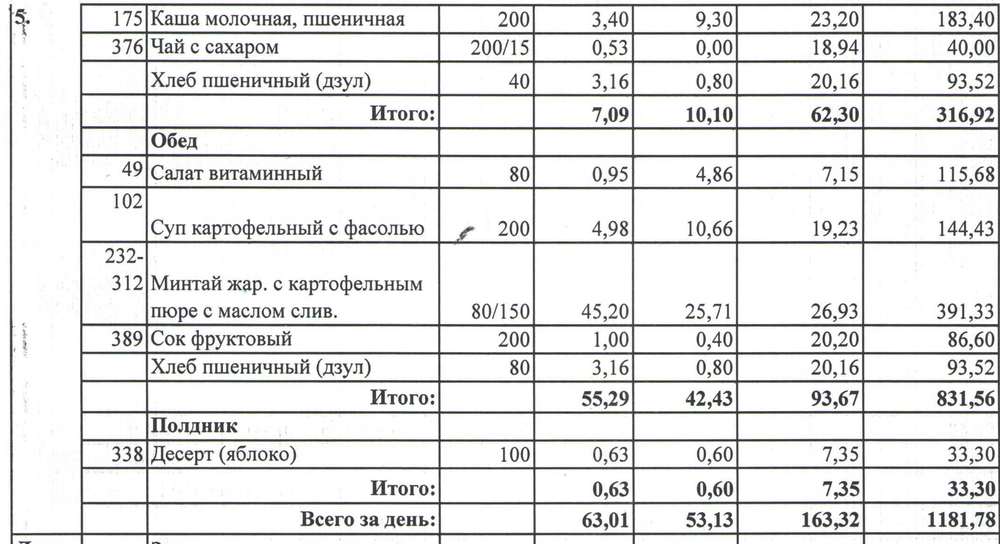 5. 175 Каша молочная, пшеничная 200 3,40 9,30 23,20 183,40
376 Чай с сахаром 200/15 0,53 0,00 18,94 40,00
Хлеб пшеничный (дзул) 40 3,16 0,80 20,16 93,52
Итого: 7,09 10,10 62,30 316,92
Обед
49 Салат витаминный 80 0,95 4,86 7,15 115,68
102
Суп картофельный с фасолью 200 4,98 10,66 19,23 144,43
232-
312 Минтай жар. с картофельным
пюре с маслом слив. 80/150 45,20 25,71 26,93 391,33
389 Сок фруктовый 200 1,00 0,40 20,20 86,60
Хлеб пшеничный (дзул) 80 3,16 0,80 20,16 93,52
Итого: 55,29 42,43 93,67 831,56
Полдник
338 Десерт (яблоко) 100 0,63 0,60 7,35 33,30
Итого: 0,63 0,60 7,35 33,30
Всего за день: 63,01 53,13 163,32 1181,78